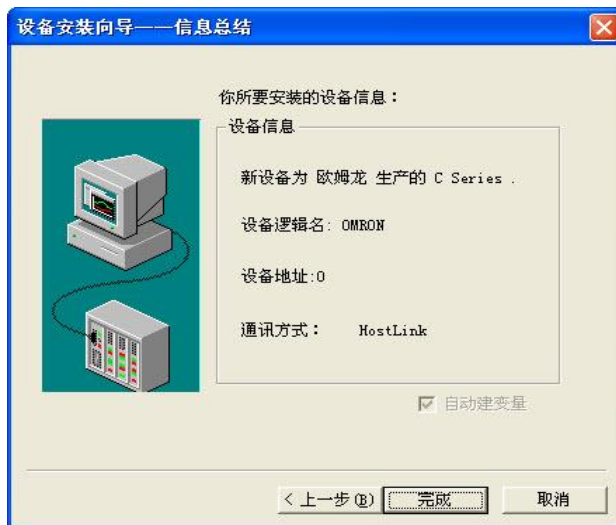 设备安装向导——信息总结
你所要安装的设备信息：
设备信息
新设备为 欧姆龙 生产的 C Series .
设备逻辑名: OMRON
设备地址:0
通讯方式： HostLink
自动建变量
< 上一步(B) 完成 取消